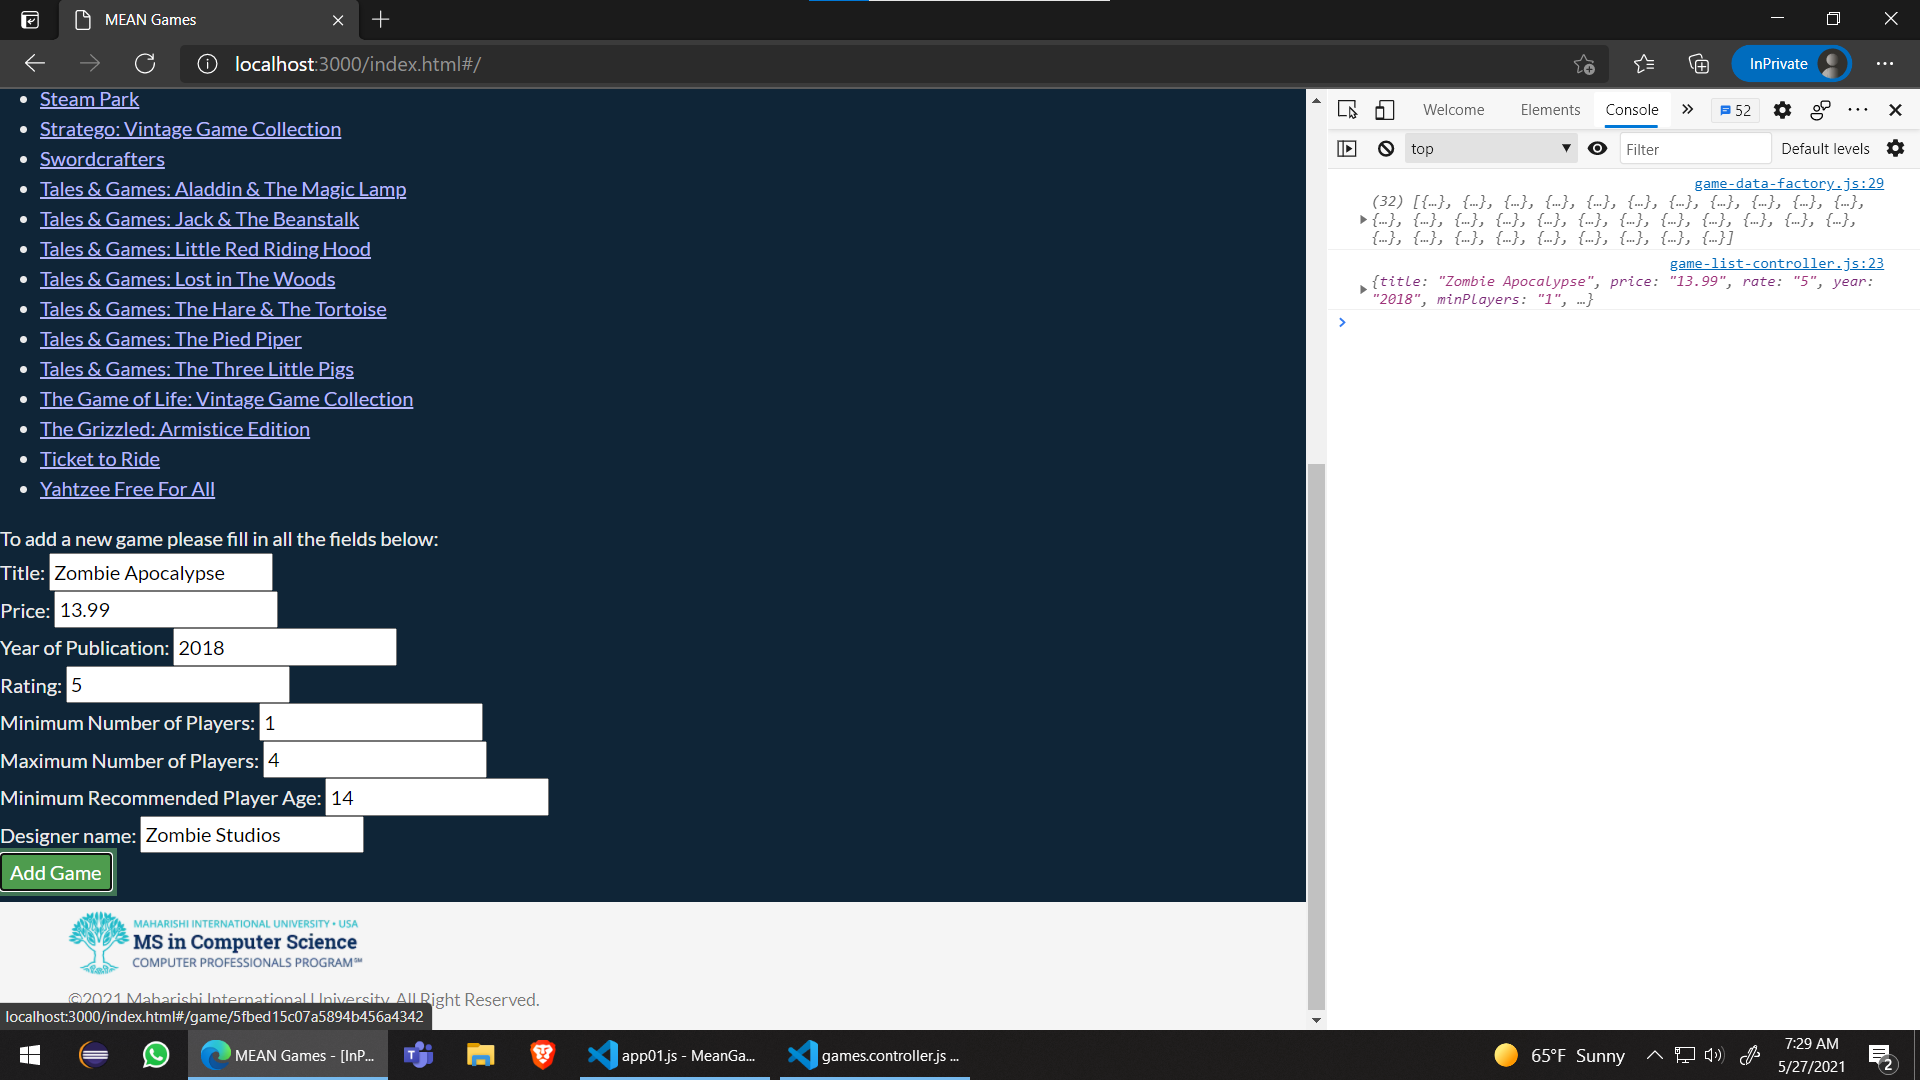 MEAN Games
localhost:3000/index.html#/
InPrivate
Steam Park
Stratego: Vintage Game Collection
Swordcrafters
Tales & Games: Aladdin & The Magic Lamp
Tales & Games: Jack & The Beanstalk
Tales & Games: Little Red Riding Hood
Tales & Games: Lost in The Woods
Tales & Games: The Hare & The Tortoise
Tales & Games: The Pied Piper
Tales & Games: The Three Little Pigs
The Game of Life: Vintage Game Collection
The Grizzled: Armistice Edition
Ticket to Ride
Yahtzee Free For All
To add a new game please fill in all the fields below:
Title: Zombie Apocalypse
Price: 13.99
Year of Publication: 2018
Rating: 5
Minimum Number of Players: 1
Maximum Number of Players: 4
Minimum Recommended Player Age: 14
Designer name: Zombie Studios
Add Game
MAHARISHI INTERNATIONAL UNIVERSITY • USA
MS in Computer Science
COMPUTER PROFESSIONALS PROGRAM℠
©2021 Maharishi International University. All Right Reserved.
localhost:3000/index.html#/game/5fbed15c07a5894b456a4342
Welcome Elements Console » 52
top Filter Default levels
game-data-factory.js:29
(32) [{…}, {…}, {…}, {…}, {…}, {…}, {…}, {…}, {…}, {…}, {…},
{…}, {…}, {…}, {…}, {…}, {…}, {…}, {…}, {…}, {…}, {…}, {…},
{…}, {…}, {…}, {…}, {…}, {…}, {…}, {…}, {…}]
game-list-controller.js:23
{title: "Zombie Apocalypse", price: "13.99", rate: "5", year:
"2018", minPlayers: "1", …}
MEAN Games - [InP...
app01.js - MeanGa...
games.controller.js ...
65°F Sunny
7:29 AM
5/27/2021
2